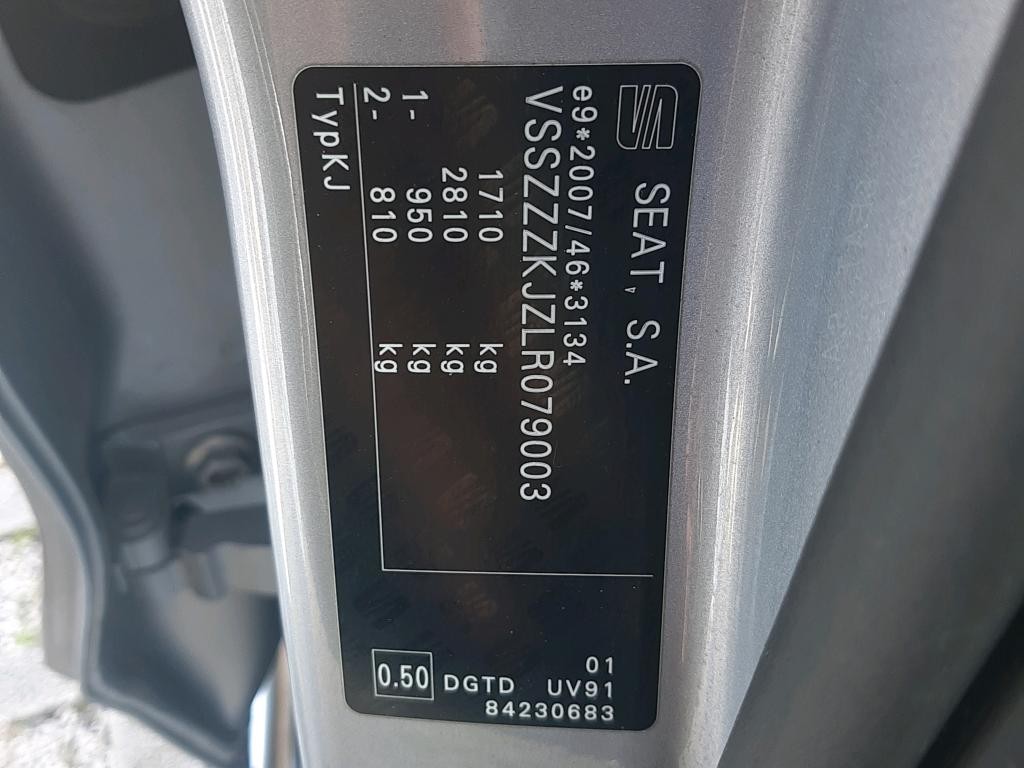 SEAT, S.A.
e9*2007/46*3134
VSSZZZKJZLR079003
1710 kg
2810 kg
1- 950 kg
2- 810 kg
TypKJ
01
0.50 DGTD UV91
84230683